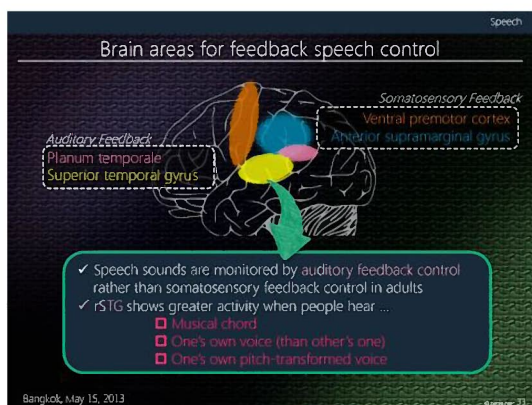 Speech
Brain areas for feedback speech control
Somatosensory Feedback
Ventral premotor cortex
Anterior supramarginal gyrus
Auditory Feedback
Planum temporale
Superior temporal gyrus
✓ Speech sounds are monitored by auditory feedback control
rather than somatosensory feedback control in adults
✓ rSTG shows greater activity when people hear ...
Musical chord
One's own voice (than other's one)
One's own pitch-transformed voice
Bangkok, May 15, 2013
33